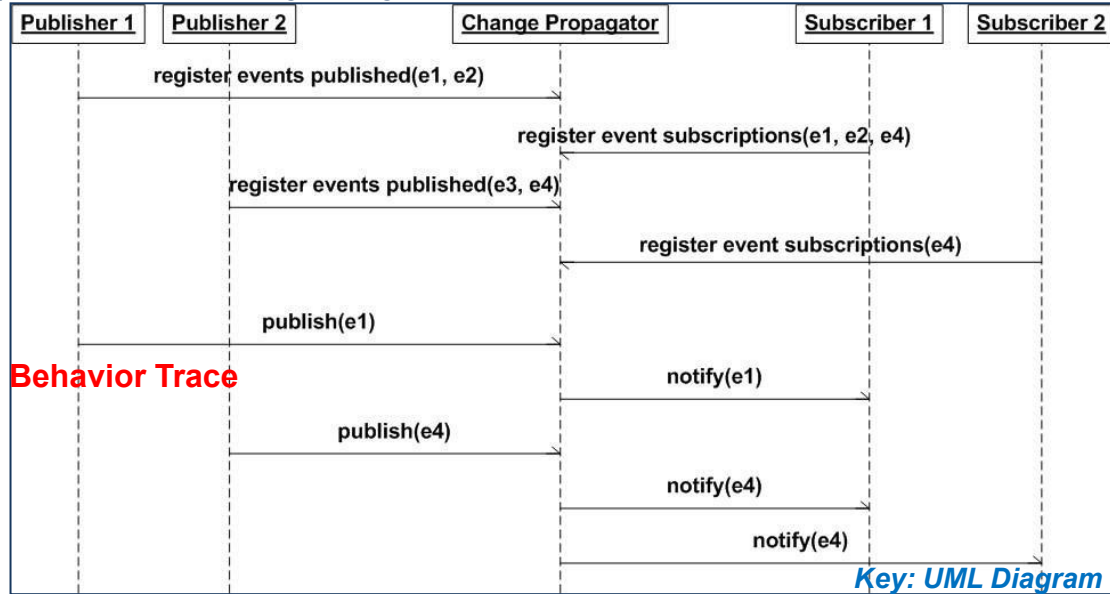 Publisher 1 Publisher 2 Change Propagator Subscriber 1 Subscriber 2
register events published(e1, e2)
register event subscriptions(e1, e2, e4)
register events published(e3, e4)
register event subscriptions(e4)
publish(e1)
Behavior Trace
notify(e1)
publish(e4)
notify(e4)
notify(e4)
Key: UML Diagram